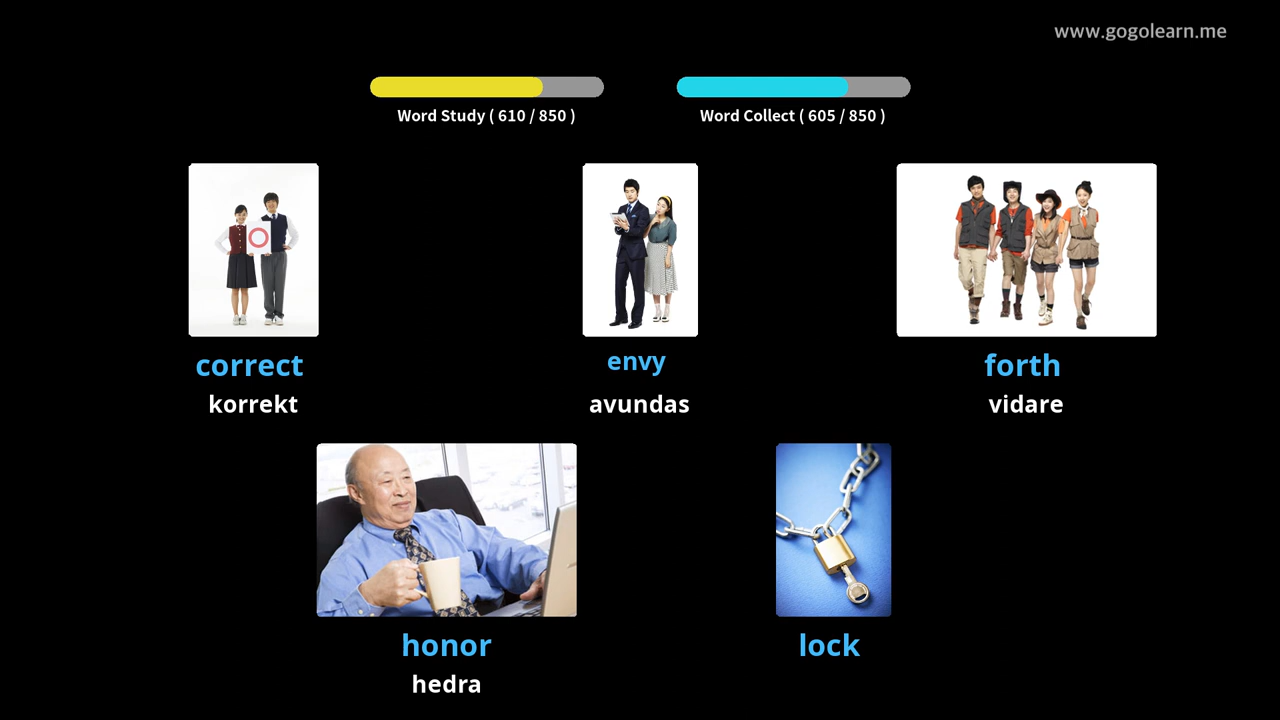 www.gogolearn.me
Word Study ( 610 / 850 )
Word Collect ( 605 / 850 )
correct
envy
forth
korrekt
avundas
vidare
honor
lock
hedra